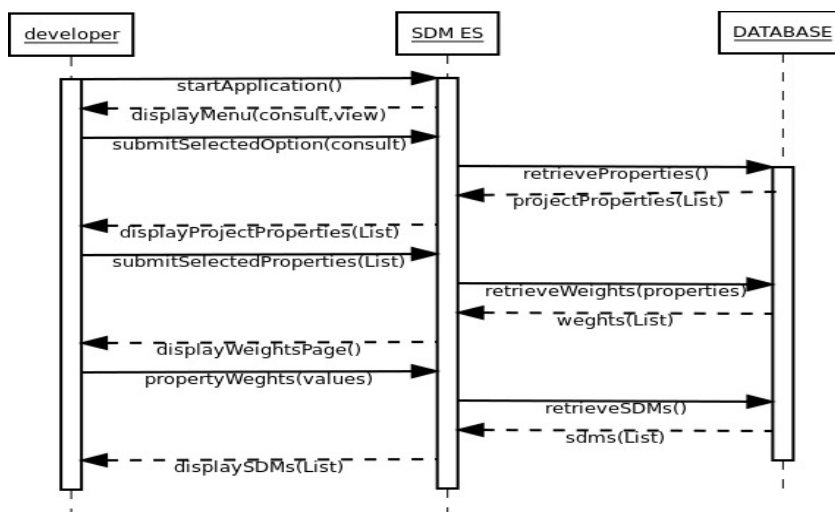 developer
SDM ES
DATABASE
startApplication()
displayMenu(consult,view)
submitSelectedOption(consult)
retrieveProperties()
projectProperties(List)
displayProjectProperties(List)
submitSelectedProperties(List)
retrieveWeights(properties)
weghts(List)
displayWeightsPage()
propertyWeghts(values)
retrieveSDMs()
sdms(List)
displaySDMs(List)